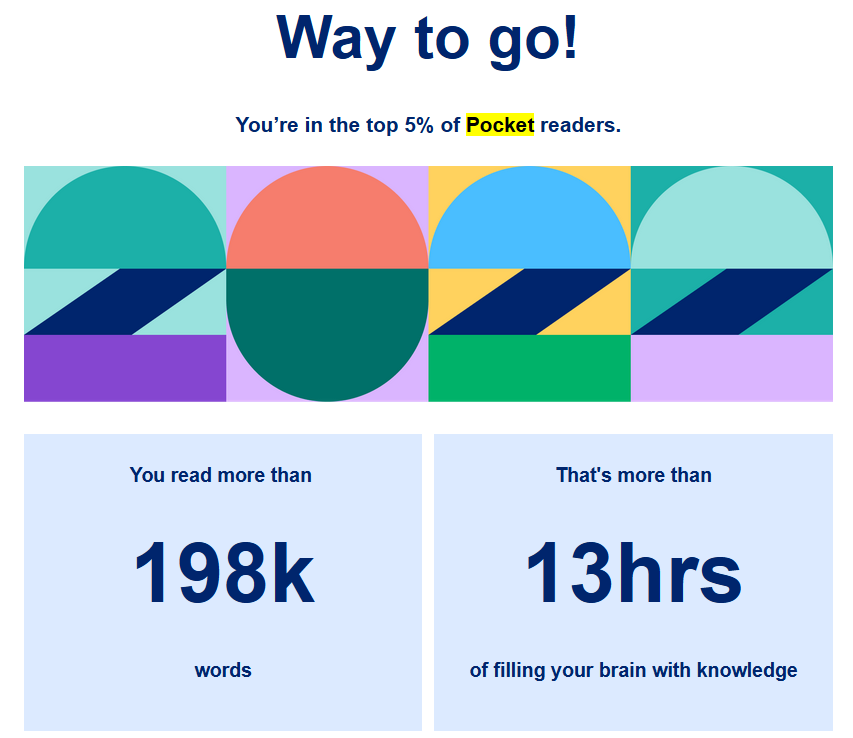 Way to go!
You’re in the top 5% of Pocket readers.
2022
You read more than
198k
words
That's more than
13hrs
of filling your brain with knowledge